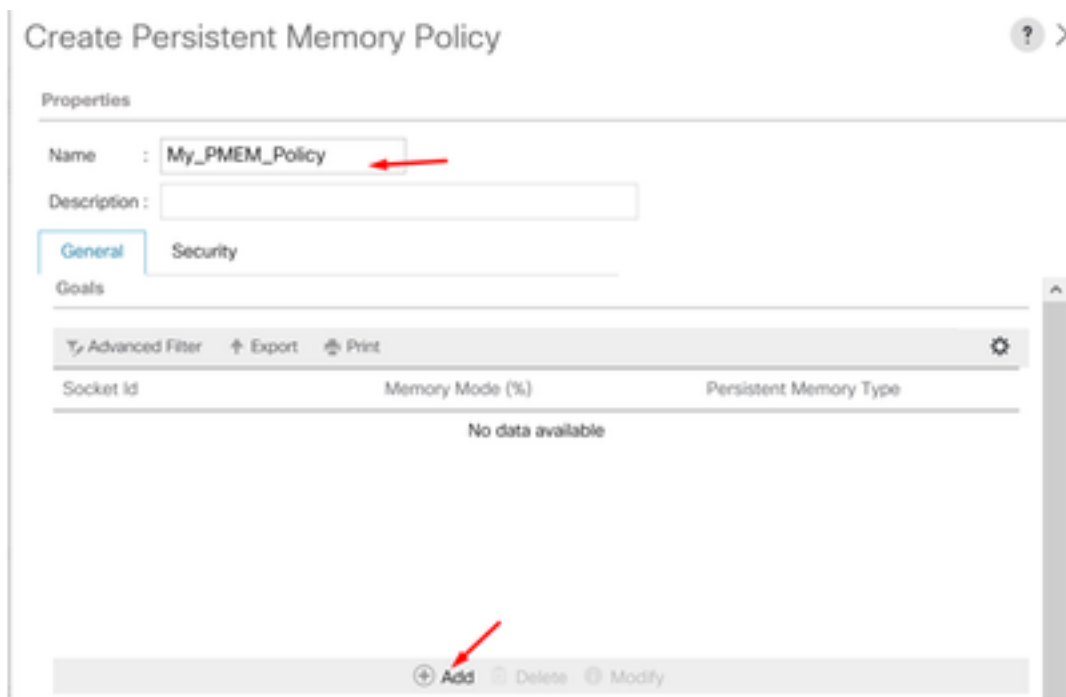 Create Persistent Memory Policy ?
Properties
Name : My_PMEM_Policy
Description :
General Security
Goals
Advanced Filter Export Print
Socket Id Memory Mode (%) Persistent Memory Type
No data available
Add Delete Modify